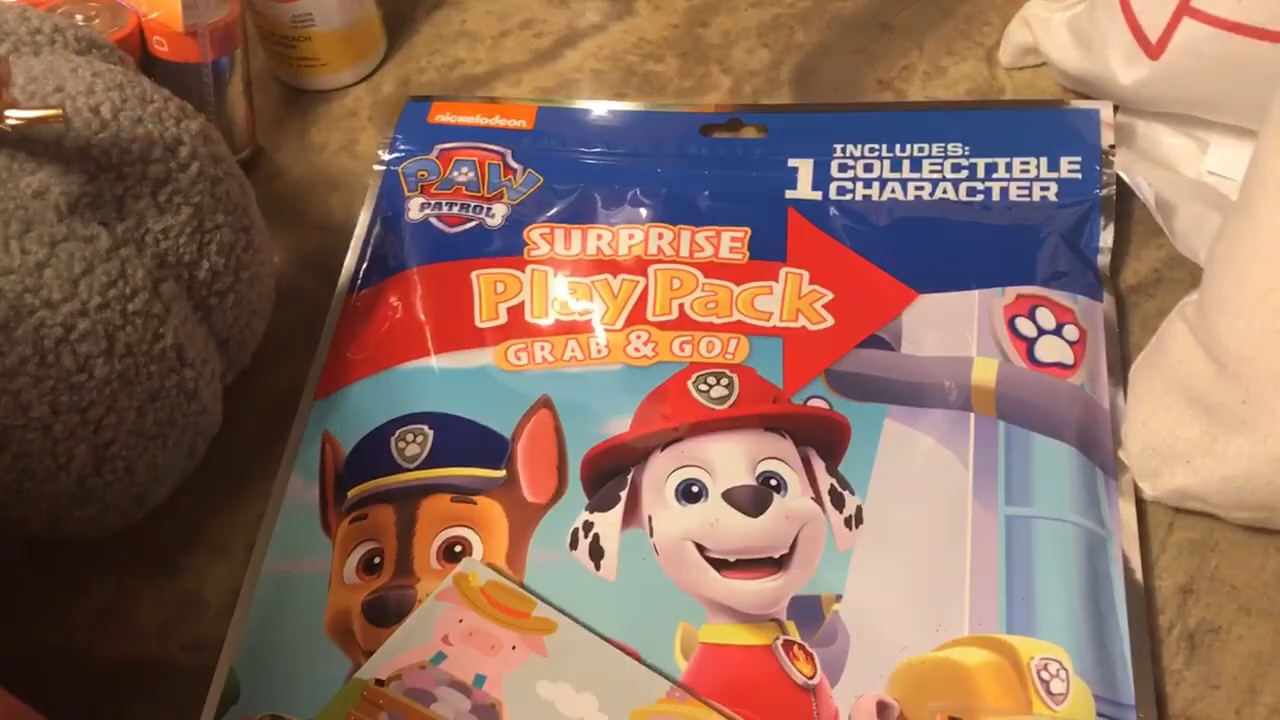 nickelodeon
PAW
PATROL
INCLUDES:
1 COLLECTIBLE
CHARACTER
SURPRISE
Play Pack
GRAB & GO!